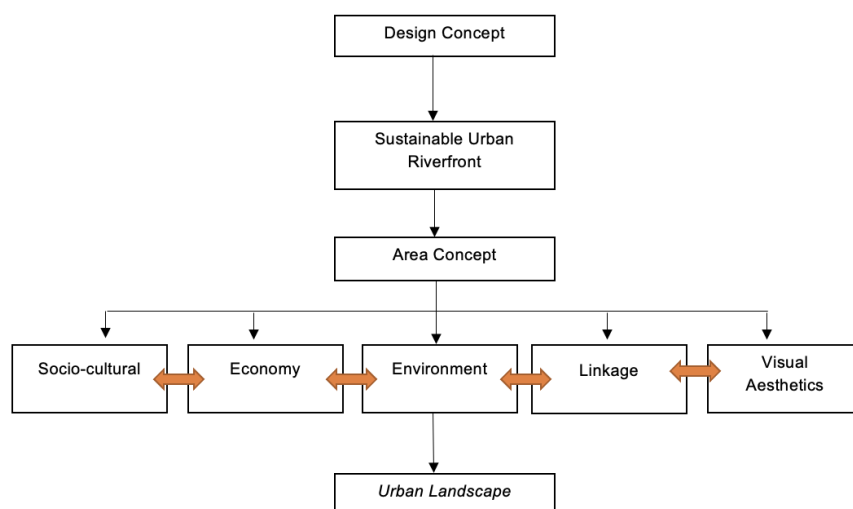 Design Concept
Sustainable Urban
Riverfront
Area Concept
Socio-cultural
Economy
Environment
Linkage
Visual
Aesthetics
Urban Landscape